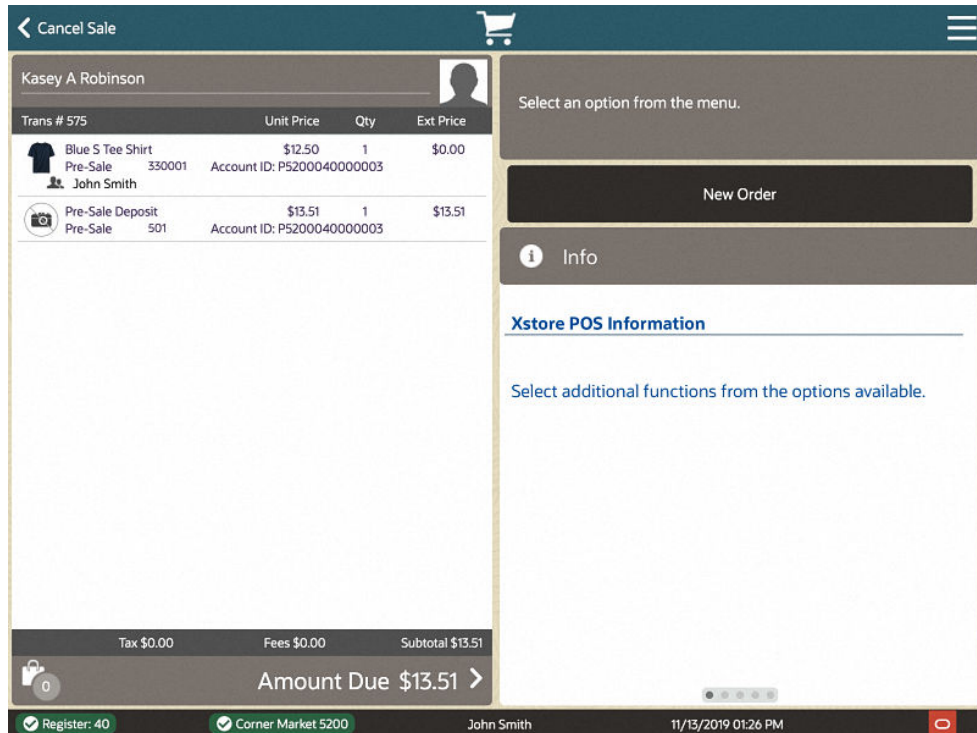 Cancel Sale
Kasey A Robinson
Trans # 575 Unit Price Qty Ext Price
Blue S Tee Shirt $12.50 1 $0.00
Pre-Sale 330001 Account ID: P5200040000003
John Smith
Pre-Sale Deposit $13.51 1 $13.51
Pre-Sale 501 Account ID: P5200040000003
Tax $0.00 Fees $0.00 Subtotal $13.51
0 Amount Due $13.51
Select an option from the menu.
New Order
Info
Xstore POS Information
Select additional functions from the options available.
Register: 40 Corner Market 5200 John Smith 11/13/2019 01:26 PM